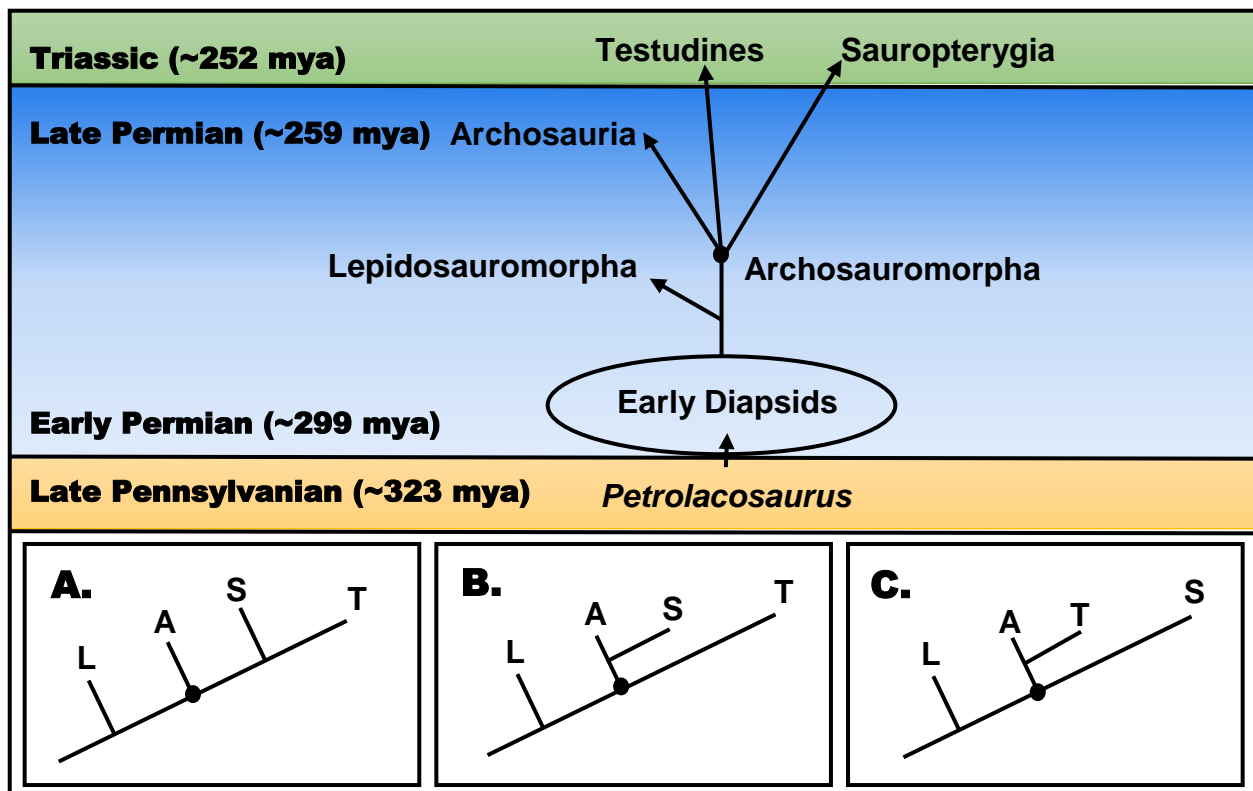 Triassic (~252 mya)
Testudines
Sauropterygia
Late Permian (~259 mya)
Archosauria
Lepidosauromorpha
Archosauromorpha
Early Diapsids
Early Permian (~299 mya)
Late Pennsylvanian (~323 mya)
Petrolacosaurus
A.
L
A
S
T
B.
L
A
S
T
C.
L
A
T
S